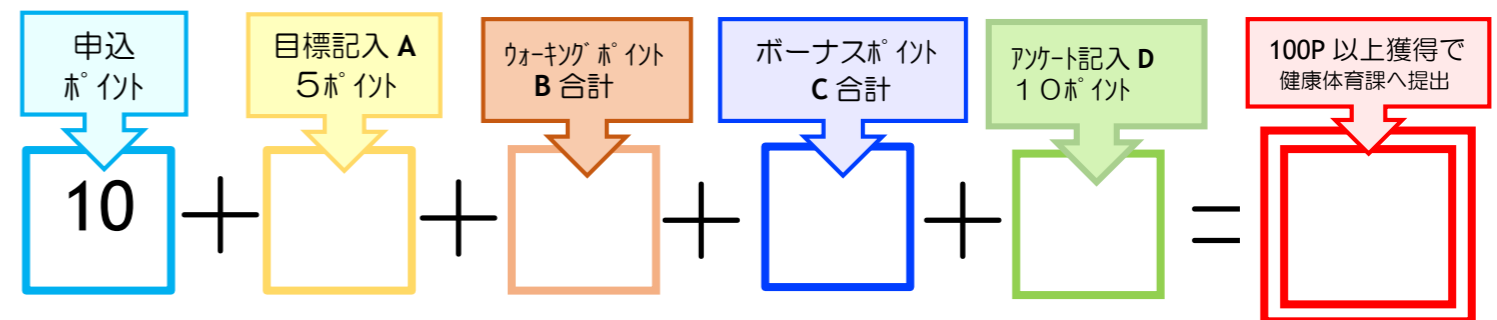 申込
ﾎﾟｲﾝﾄ
目標記入 A
５ﾎﾟｲﾝﾄ
ｳｫｰｷﾝｸﾞﾎﾟｲﾝﾄ
B 合計
ボーナスﾎﾟｲﾝﾄ
C 合計
ｱﾝｹｰﾄ記入 D
１０ﾎﾟｲﾝﾄ
100P 以上獲得で
健康体育課へ提出
10 + + + + =